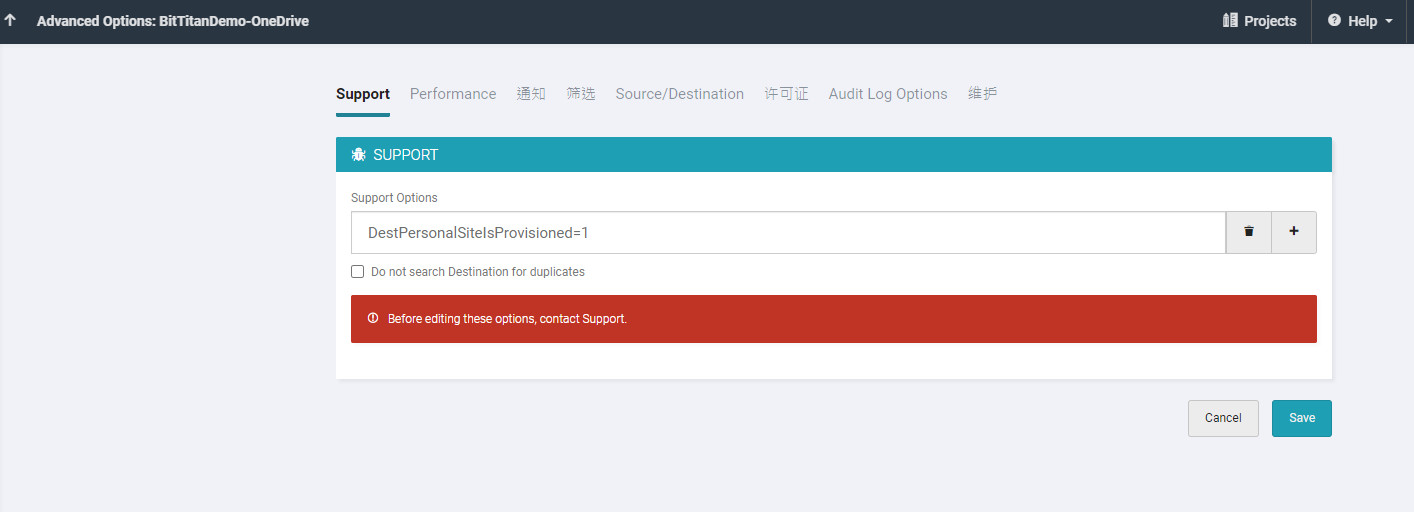 Advanced Options: BitTitanDemo-OneDrive Projects Help
Support Performance 通知 筛选 Source/Destination 许可证 Audit Log Options 维护
SUPPORT
Support Options
DestPersonalSiteIsProvisioned=1
Do not search Destination for duplicates
Before editing these options, contact Support.
Cancel Save